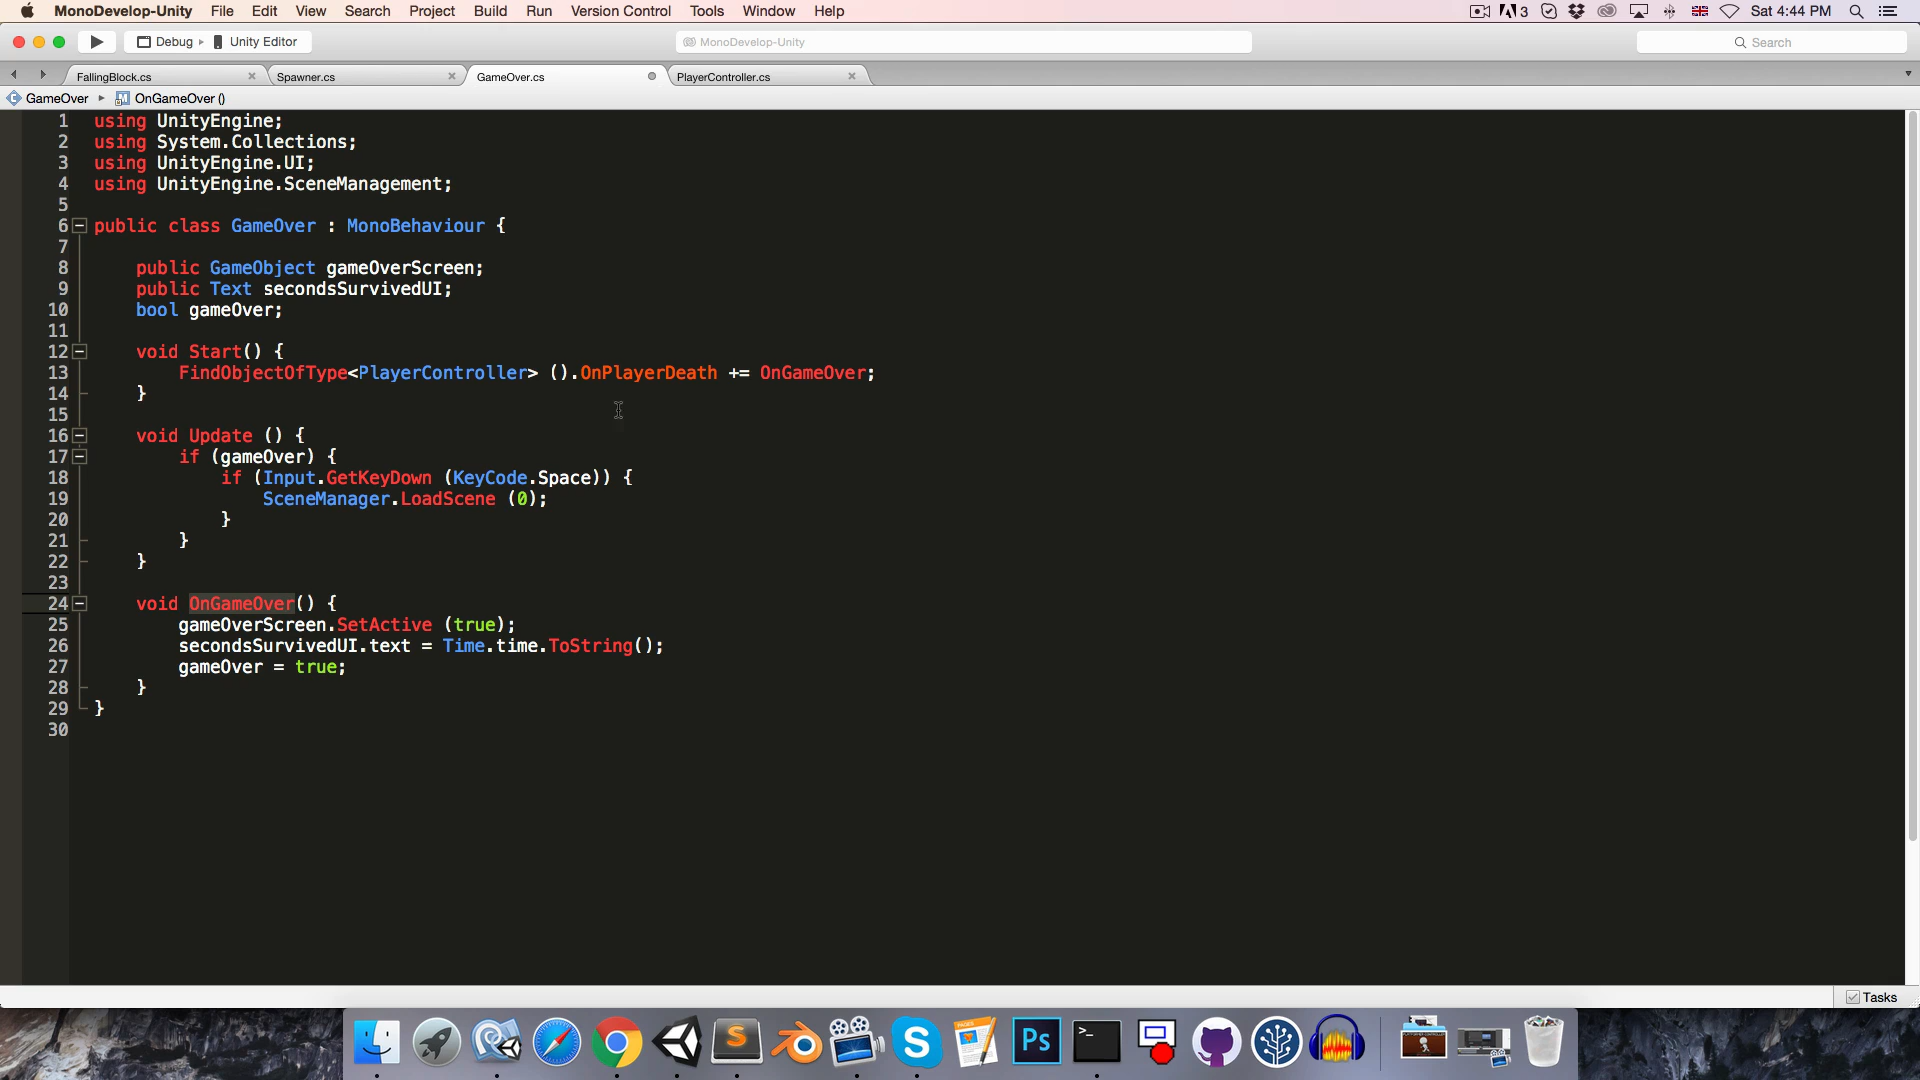 MonoDevelop-Unity File Edit View Search Project Build Run Version Control Tools Window Help
3 Sat 4:44 PM
Debug Unity Editor MonoDevelop-Unity Search
FallingBlock.cs Spawner.cs GameOver.cs PlayerController.cs
GameOver OnGameOver ()
1 using UnityEngine;
2 using System.Collections;
3 using UnityEngine.UI;
4 using UnityEngine.SceneManagement;
5
6 public class GameOver : MonoBehaviour {
7
8 public GameObject gameOverScreen;
9 public Text secondsSurvivedUI;
10 bool gameOver;
11
12 void Start() {
13 FindObjectOfType<PlayerController> ().OnPlayerDeath += OnGameOver;
14 }
15
16 void Update () {
17 if (gameOver) {
18 if (Input.GetKeyDown (KeyCode.Space)) {
19 SceneManager.LoadScene (0);
20 }
21 }
22 }
23
24 void OnGameOver() {
25 gameOverScreen.SetActive (true);
26 secondsSurvivedUI.text = Time.time.ToString();
27 gameOver = true;
28 }
29 }
30
Tasks
PAGES
Ps
>_